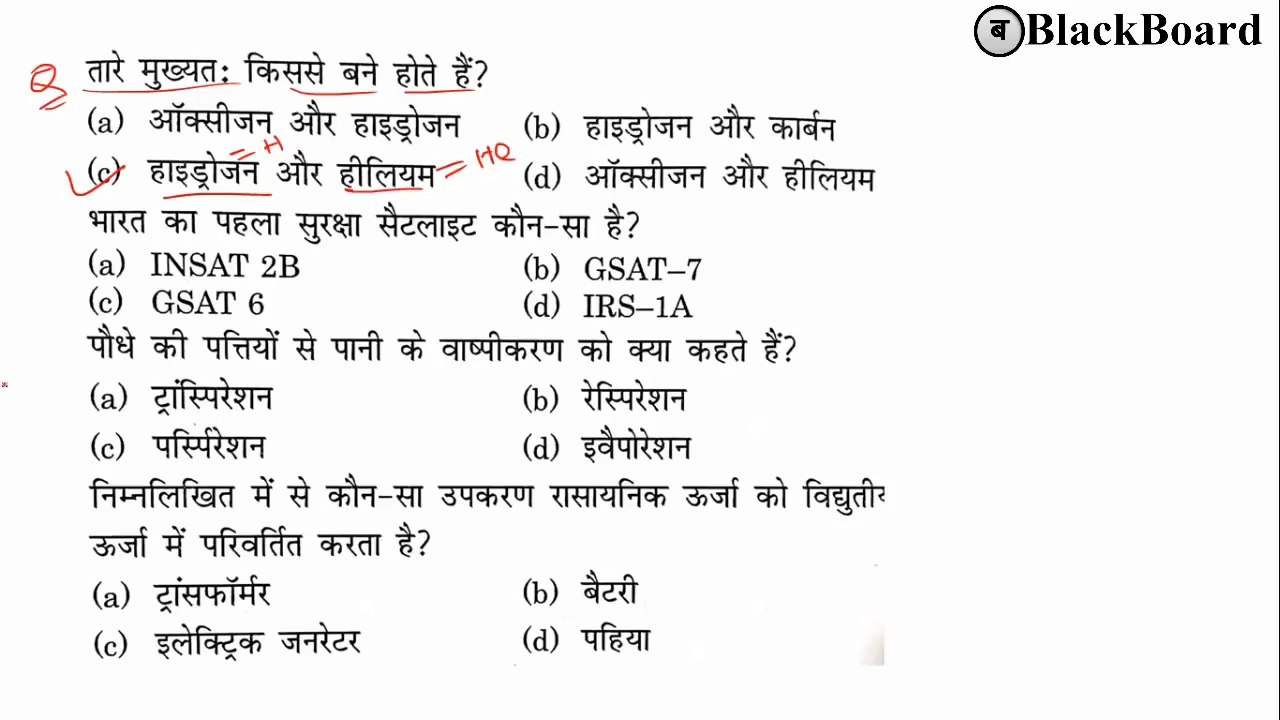 ब BlackBoard
Q तारे मुख्यतः किससे बने होते हैं?
(a) ऑक्सीजन और हाइड्रोजन (b) हाइड्रोजन और कार्बन
(c) हाइड्रोजन = H और हीलियम = He (d) ऑक्सीजन और हीलियम
भारत का पहला सुरक्षा सैटलाइट कौन-सा है?
(a) INSAT 2B (b) GSAT–7
(c) GSAT 6 (d) IRS–1A
पौधे की पत्तियों से पानी के वाष्पीकरण को क्या कहते हैं?
(a) ट्रांस्पिरेशन (b) रेस्पिरेशन
(c) पर्स्पिरेशन (d) इवैपोरेशन
निम्नलिखित में से कौन-सा उपकरण रासायनिक ऊर्जा को विद्युतीय
ऊर्जा में परिवर्तित करता है?
(a) ट्रांसफॉर्मर (b) बैटरी
(c) इलेक्ट्रिक जनरेटर (d) पहिया